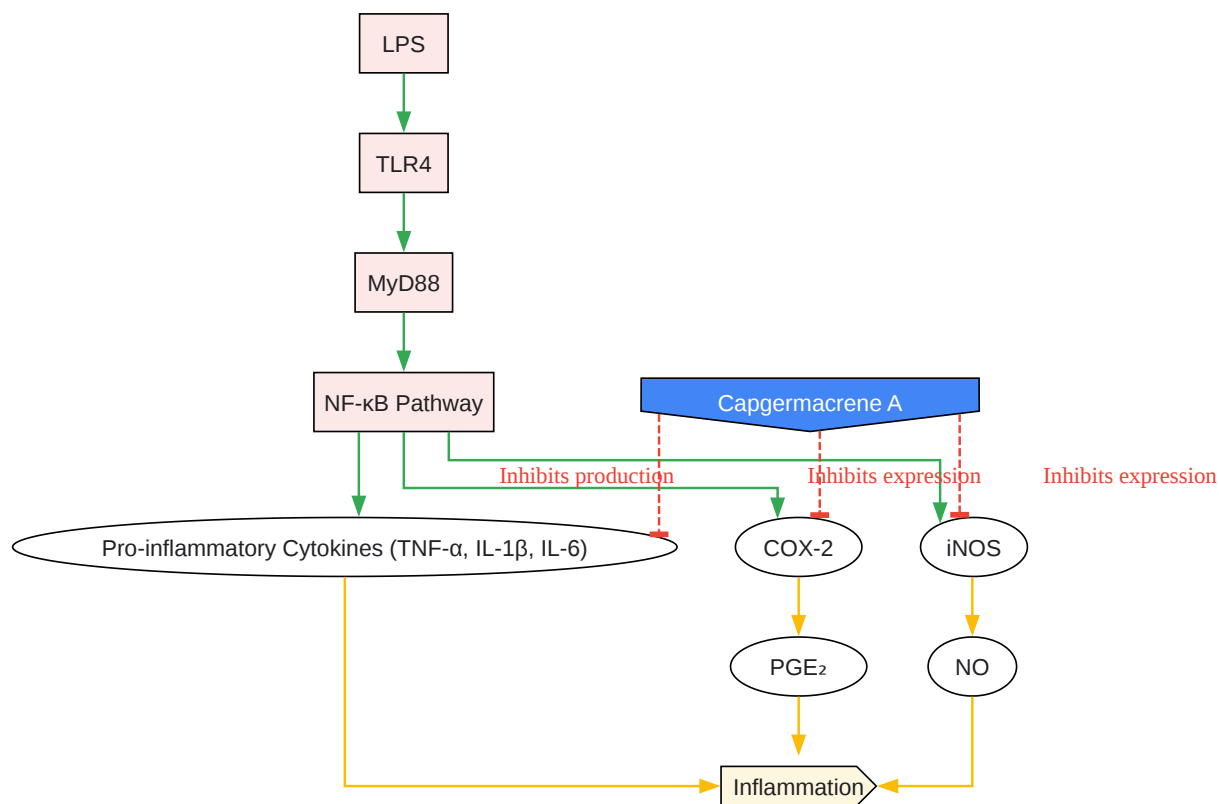 LPS
TLR4
MyD88
NF-κB Pathway
Capgermacrene A
Inhibits production
Inhibits expression
Inhibits expression
Pro-inflammatory Cytokines (TNF-α, IL-1β, IL-6)
COX-2
iNOS
PGE₂
NO
Inflammation